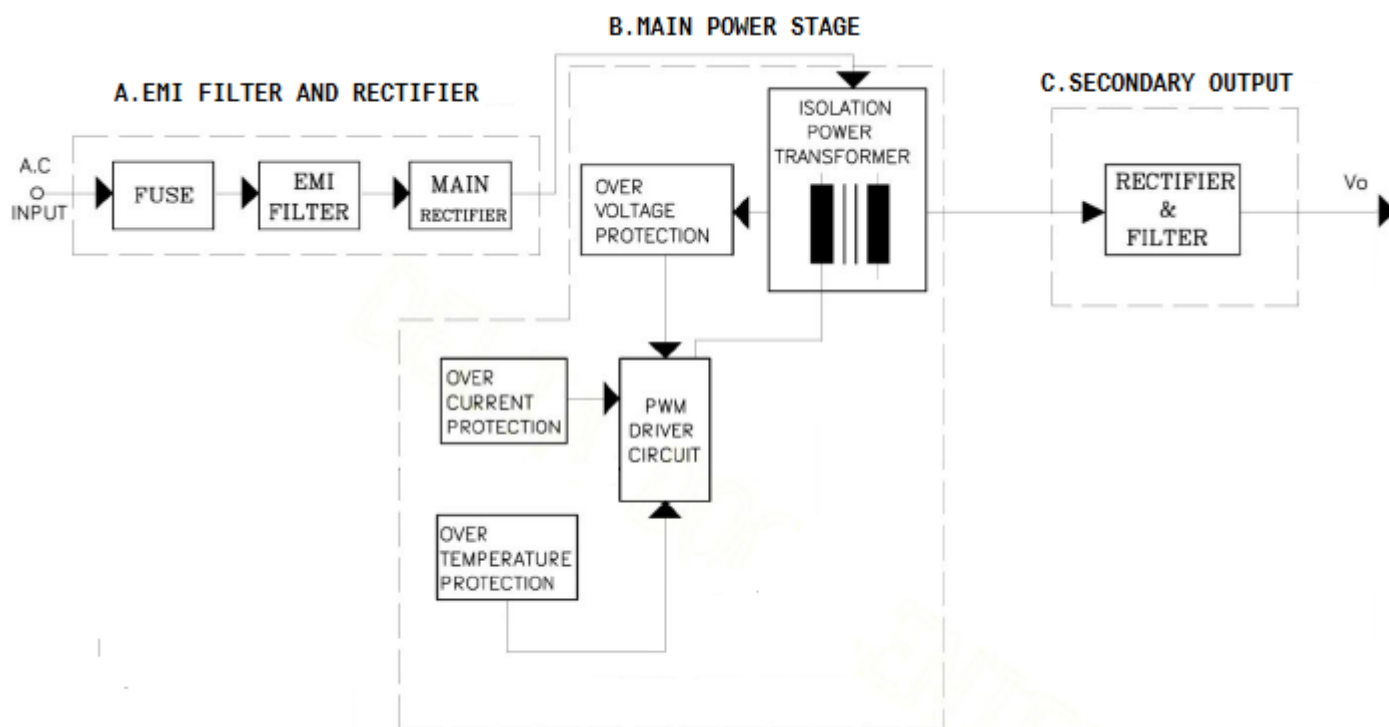 B.MAIN POWER STAGE
A.EMI FILTER AND RECTIFIER
C.SECONDARY OUTPUT
A.C
INPUT
FUSE
EMI
FILTER
MAIN
RECTIFIER
OVER
VOLTAGE
PROTECTION
ISOLATION
POWER
TRANSFORMER
RECTIFIER
&
FILTER
Vo
OVER
CURRENT
PROTECTION
PWM
DRIVER
CIRCUIT
OVER
TEMPERATURE
PROTECTION